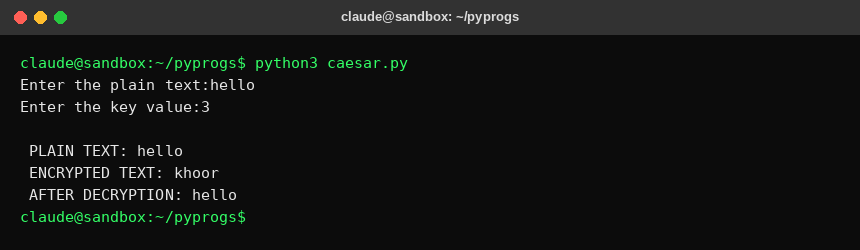 claude@sandbox: ~/pyprogs
claude@sandbox:~/pyprogs$ python3 caesar.py
Enter the plain text:hello
Enter the key value:3

 PLAIN TEXT: hello
 ENCRYPTED TEXT: khoor
 AFTER DECRYPTION: hello
claude@sandbox:~/pyprogs$